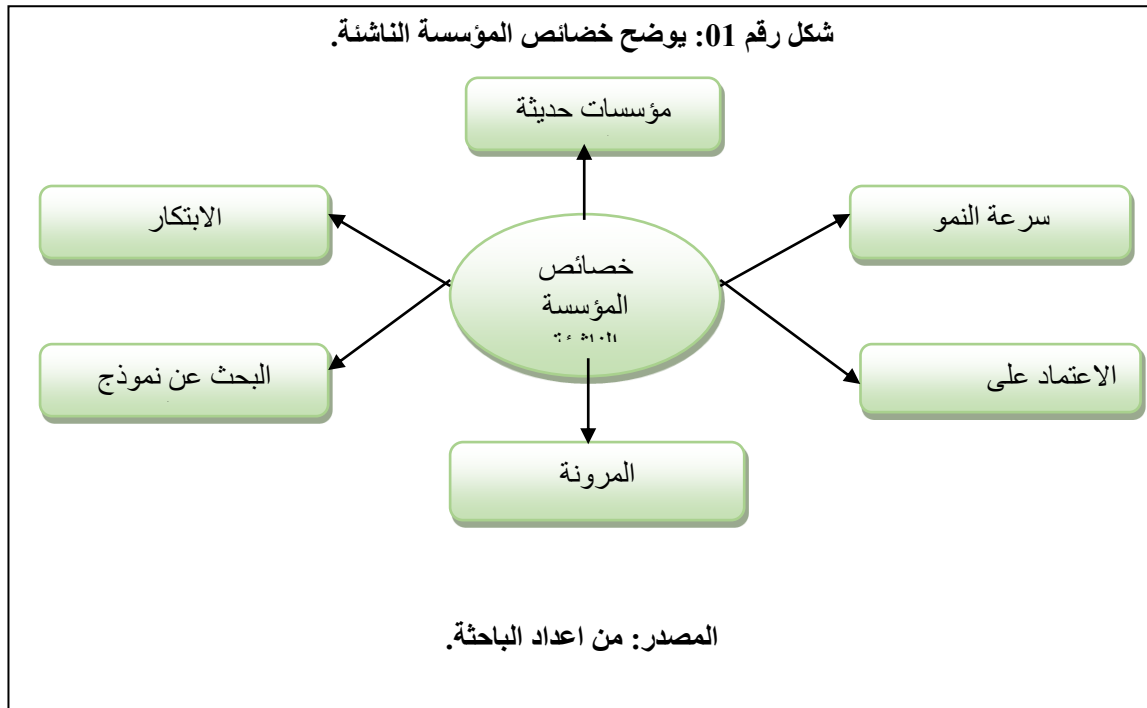 شكل رقم 01: يوضح خضائص المؤسسة الناشئة.
مؤسسات حديثة
الابتكار
سرعة النمو
خصائص
المؤسسة
البحث عن نموذج
الاعتماد على
المرونة
المصدر: من اعداد الباحثة.